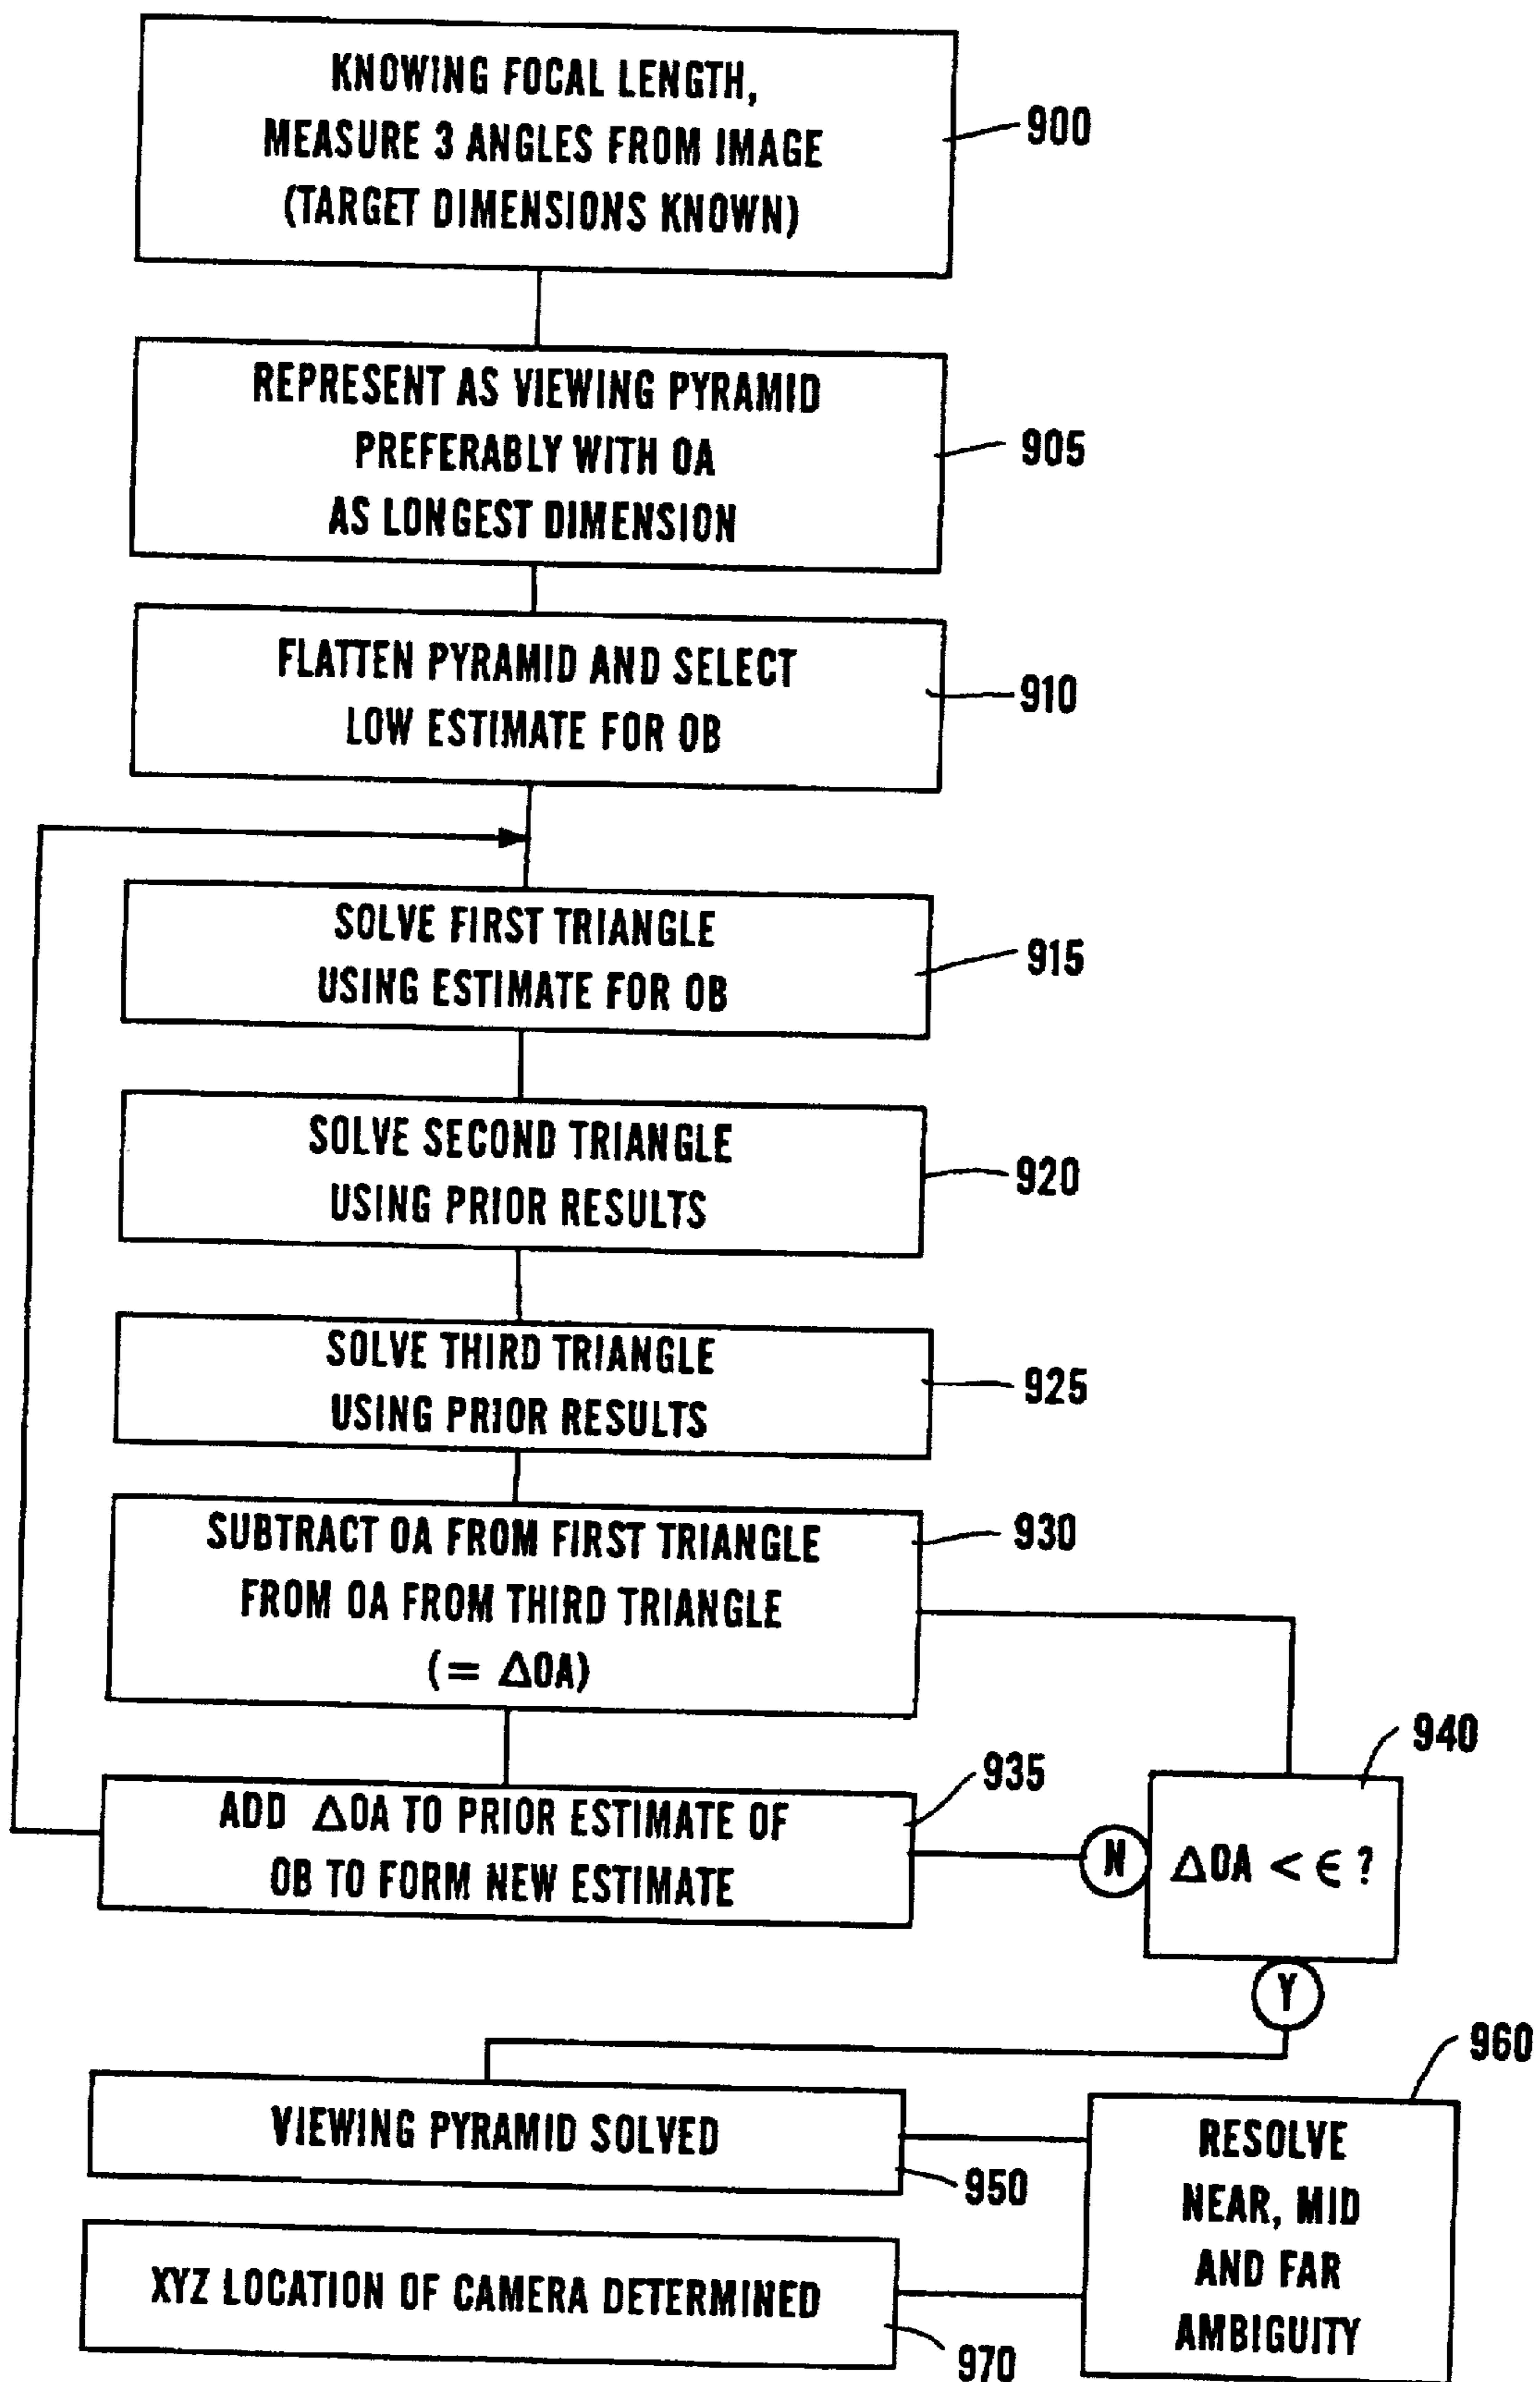 KNOWING FOCAL LENGTH,
MEASURE 3 ANGLES FROM IMAGE
(TARGET DIMENSIONS KNOWN)
900
REPRESENT AS VIEWING PYRAMID
PREFERABLY WITH OA
AS LONGEST DIMENSION
905
FLATTEN PYRAMID AND SELECT
LOW ESTIMATE FOR OB
910
SOLVE FIRST TRIANGLE
USING ESTIMATE FOR OB
915
SOLVE SECOND TRIANGLE
USING PRIOR RESULTS
920
SOLVE THIRD TRIANGLE
USING PRIOR RESULTS
925
SUBTRACT OA FROM FIRST TRIANGLE
FROM OA FROM THIRD TRIANGLE
(= ΔOA)
930
ADD ΔOA TO PRIOR ESTIMATE OF
OB TO FORM NEW ESTIMATE
935
N
ΔOA < ϵ ?
940
Y
VIEWING PYRAMID SOLVED
950
RESOLVE
NEAR, MID
AND FAR
AMBIGUITY
960
XYZ LOCATION OF CAMERA DETERMINED
970